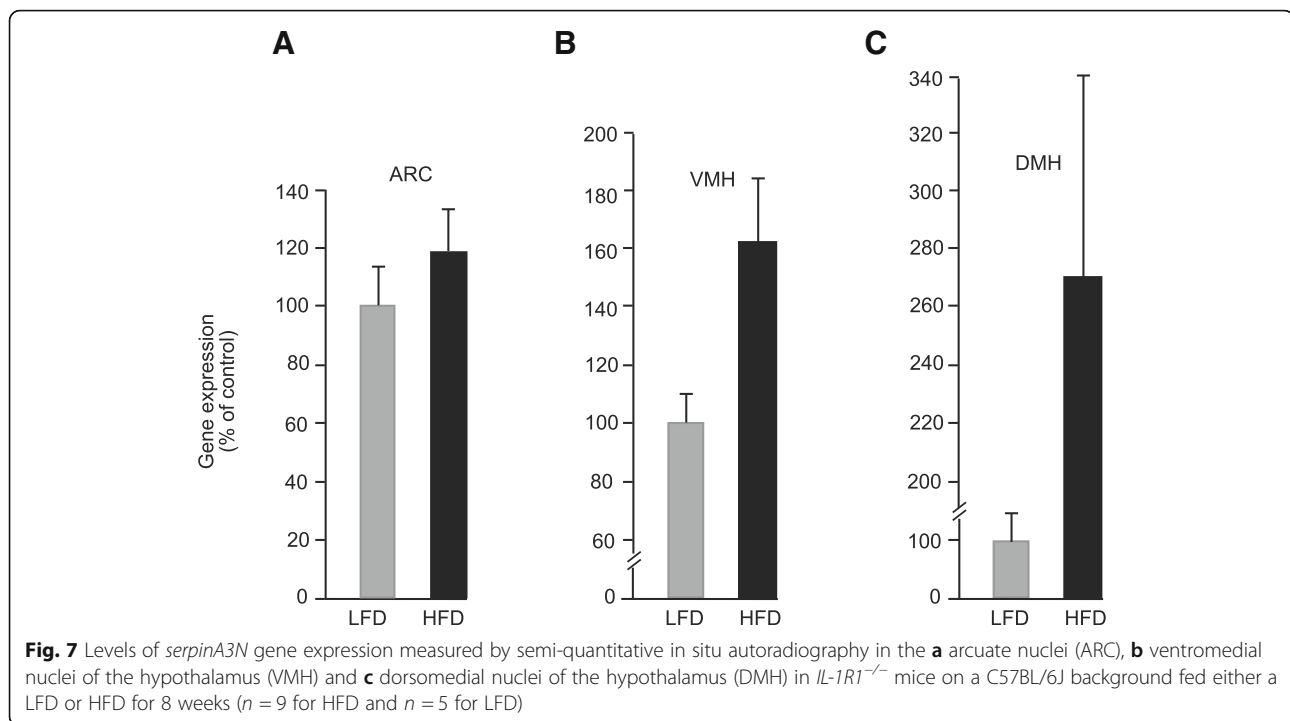 A
ARC
Gene expression
(% of control)
140
120
100
80
60
40
20
0
LFD HFD
B
VMH
200
180
160
140
120
100
80
60
0
LFD HFD
C
DMH
340
320
300
270
260
240
220
200
100
0
LFD HFD
Fig. 7 Levels of serpinA3N gene expression measured by semi-quantitative in situ autoradiography in the a arcuate nuclei (ARC), b ventromedial
nuclei of the hypothalamus (VMH) and c dorsomedial nuclei of the hypothalamus (DMH) in IL-1R1−/− mice on a C57BL/6J background fed either a
LFD or HFD for 8 weeks (n = 9 for HFD and n = 5 for LFD)